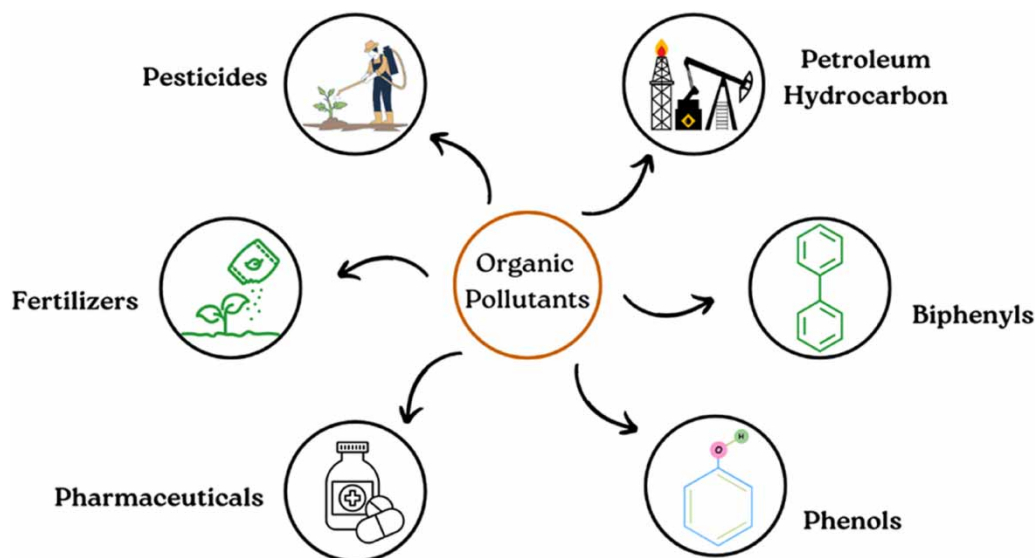 Pesticides
Petroleum
Hydrocarbon
Organic
Pollutants
Fertilizers
Biphenyls
Pharmaceuticals
O
H
Phenols